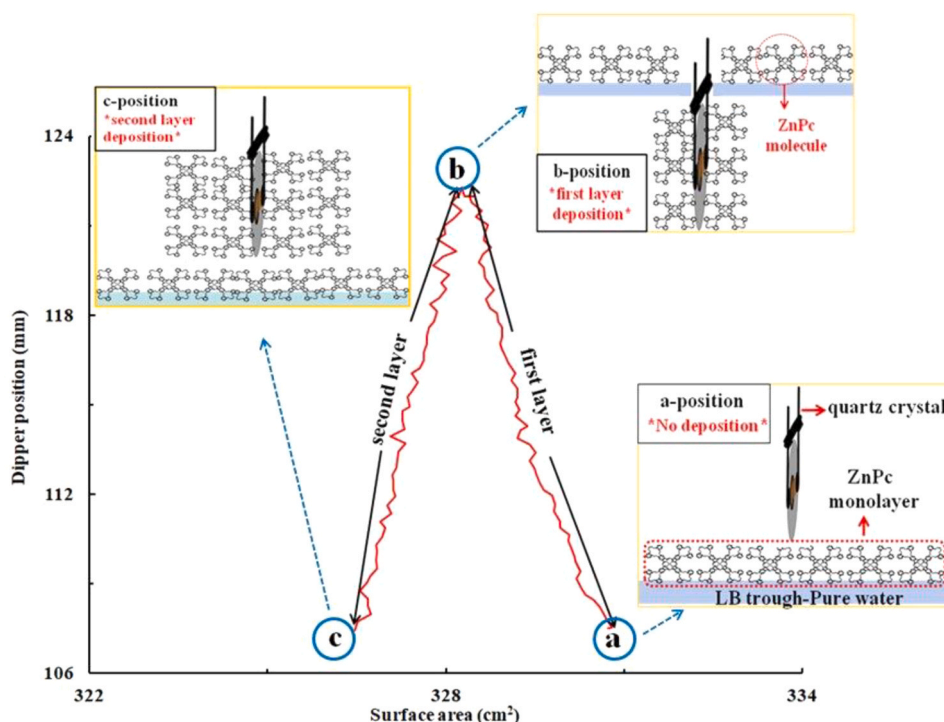 c-position
*second layer
deposition*
ZnPc
molecule
b-position
*first layer
deposition*
124
b
118
Dipper position (mm)
second layer
first layer
a-position
*No deposition*
quartz crystal
ZnPc
monolayer
LB trough-Pure water
112
c
a
106
322
328
334
Surface area (cm²)